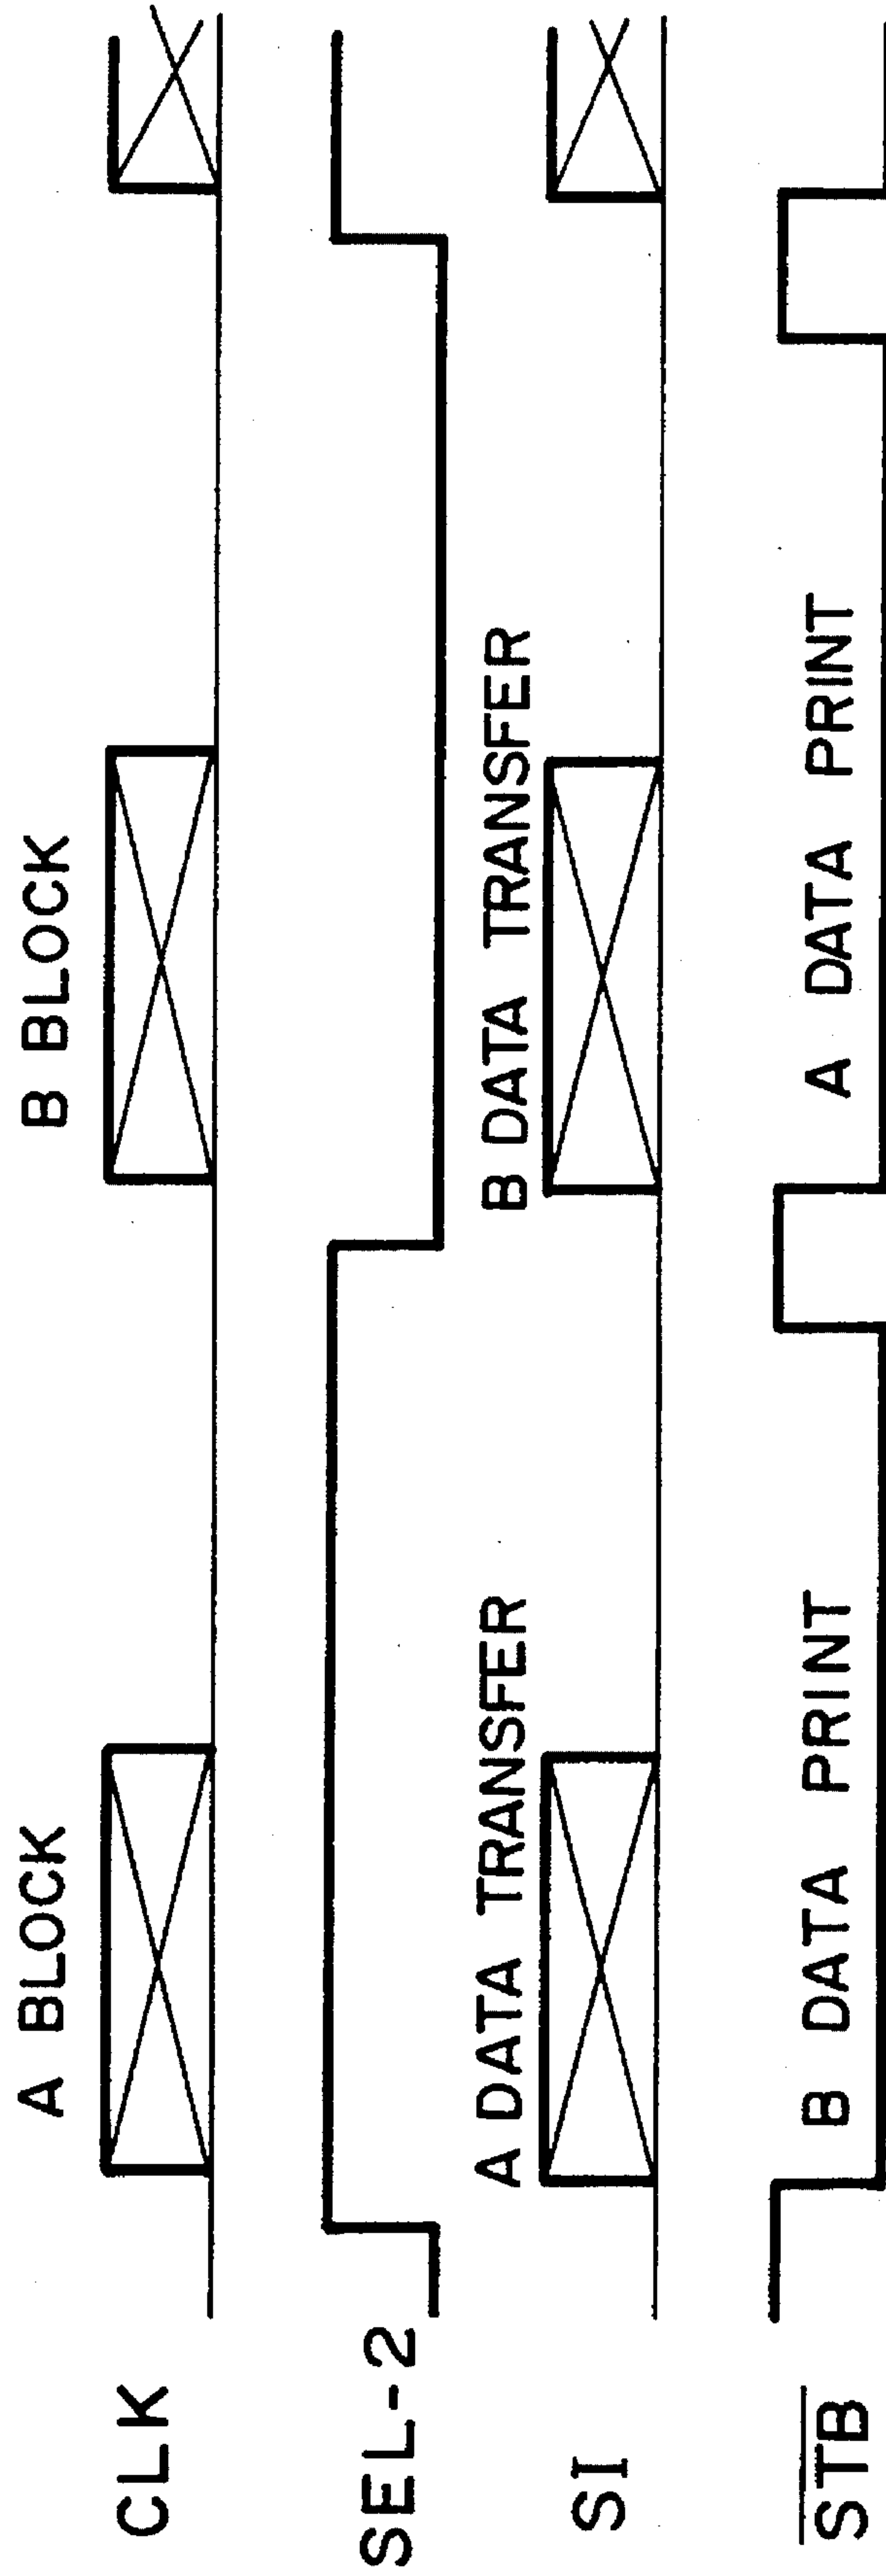 A BLOCK
B BLOCK
CLK
SEL-2
A DATA TRANSFER
B DATA TRANSFER
SI
B DATA PRINT
A DATA PRINT
STB